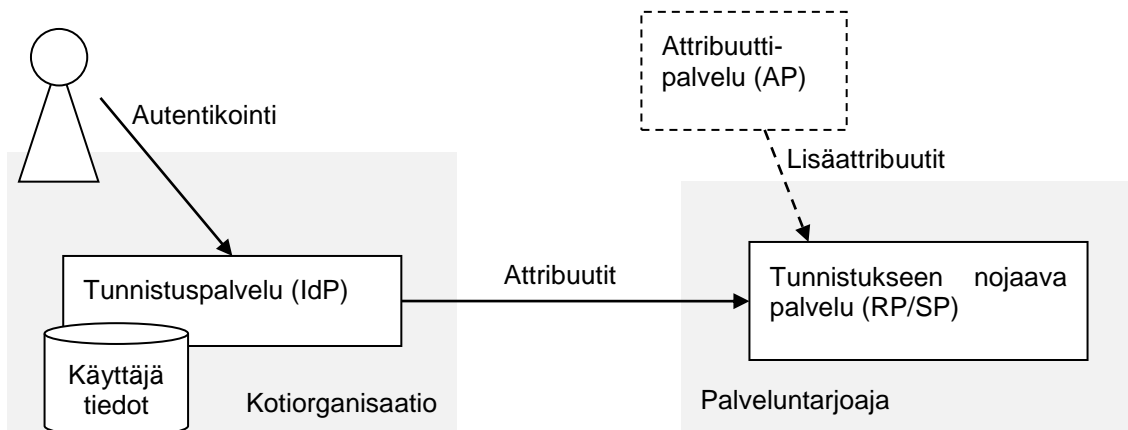 Attribuutti-
palvelu (AP)
Autentikointi
Lisäattribuutit
Tunnistuspalvelu (IdP)
Attribuutit
Tunnistukseen nojaava
palvelu (RP/SP)
Käyttäjä
tiedot
Kotiorganisaatio
Palveluntarjoaja